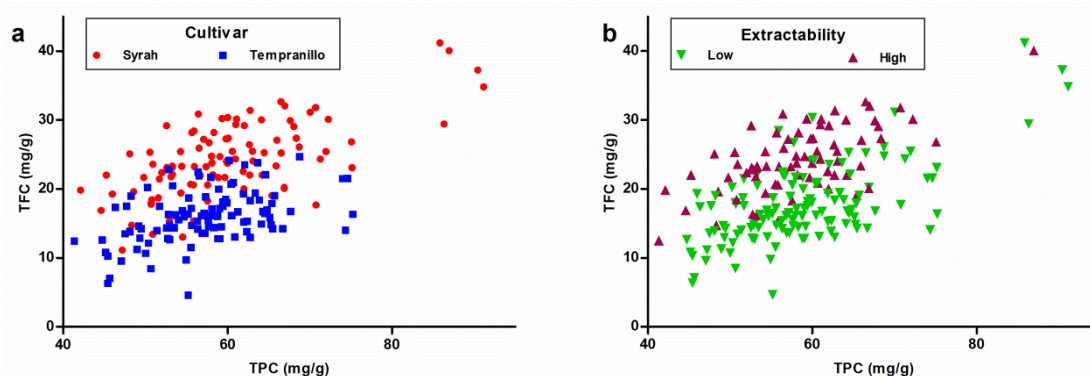 a
Cultivar
Syrah
Tempranillo
TFC (mg/g)
40
30
20
10
0
40
60
80
TPC (mg/g)
b
Extractability
Low
High
TFC (mg/g)
40
30
20
10
0
40
60
80
TPC (mg/g)